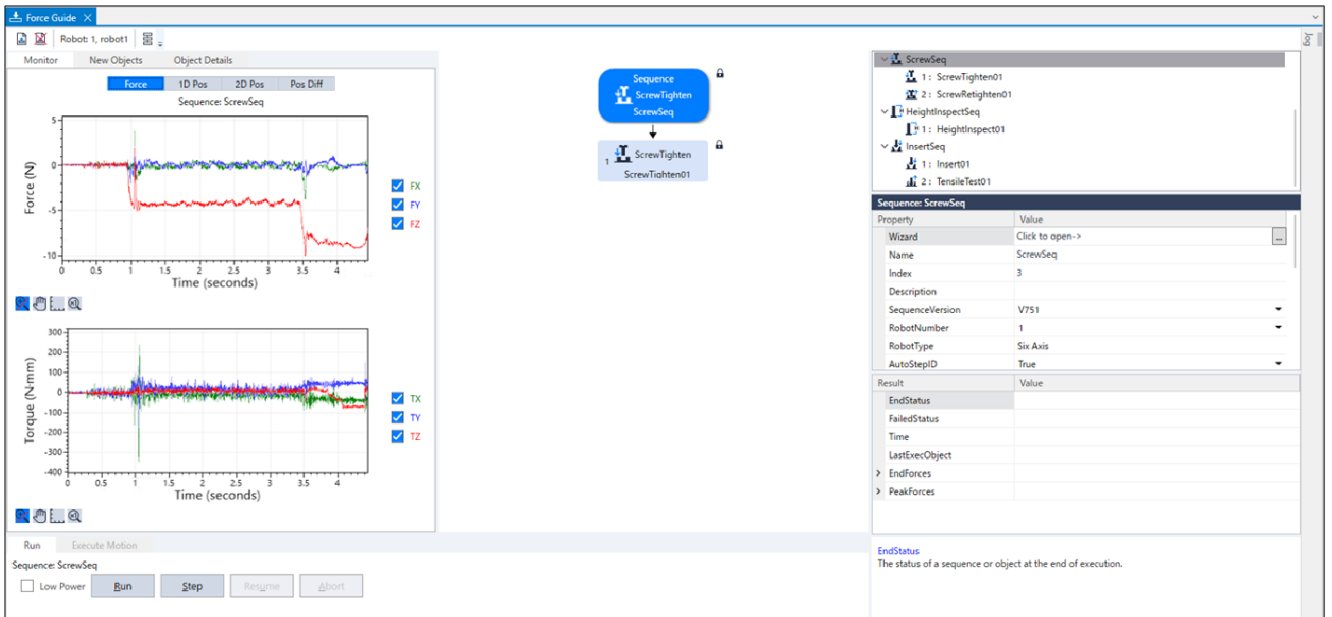 Force Guide
Robot: 1, robot1
Jog
Monitor New Objects Object Details
Force 1D Pos 2D Pos Pos Diff
Sequence: ScrewSeq
5
0
-5
-10
Force (N)
0 0.5 1 1.5 2 2.5 3 3.5 4
Time (seconds)
FX
FY
FZ
300
200
100
0
-100
-200
-300
-400
Torque (N·mm)
0 0.5 1 1.5 2 2.5 3 3.5 4
Time (seconds)
TX
TY
TZ
Run Execute Motion
Sequence: ScrewSeq
Low Power Run Step Resume Abort
Sequence
ScrewTighten
ScrewSeq
1 ScrewTighten
ScrewTighten01
ScrewSeq
1 : ScrewTighten01
2 : ScrewRetighten01
HeightInspectSeq
1 : HeightInspect01
InsertSeq
1 : Insert01
2 : TensileTest01
Sequence: ScrewSeq
Property Value
Wizard Click to open-> ...
Name ScrewSeq
Index 3
Description
SequenceVersion V751
RobotNumber 1
RobotType Six Axis
AutoStepID True
Result Value
EndStatus
FailedStatus
Time
LastExecObject
EndForces
PeakForces
EndStatus
The status of a sequence or object at the end of execution.